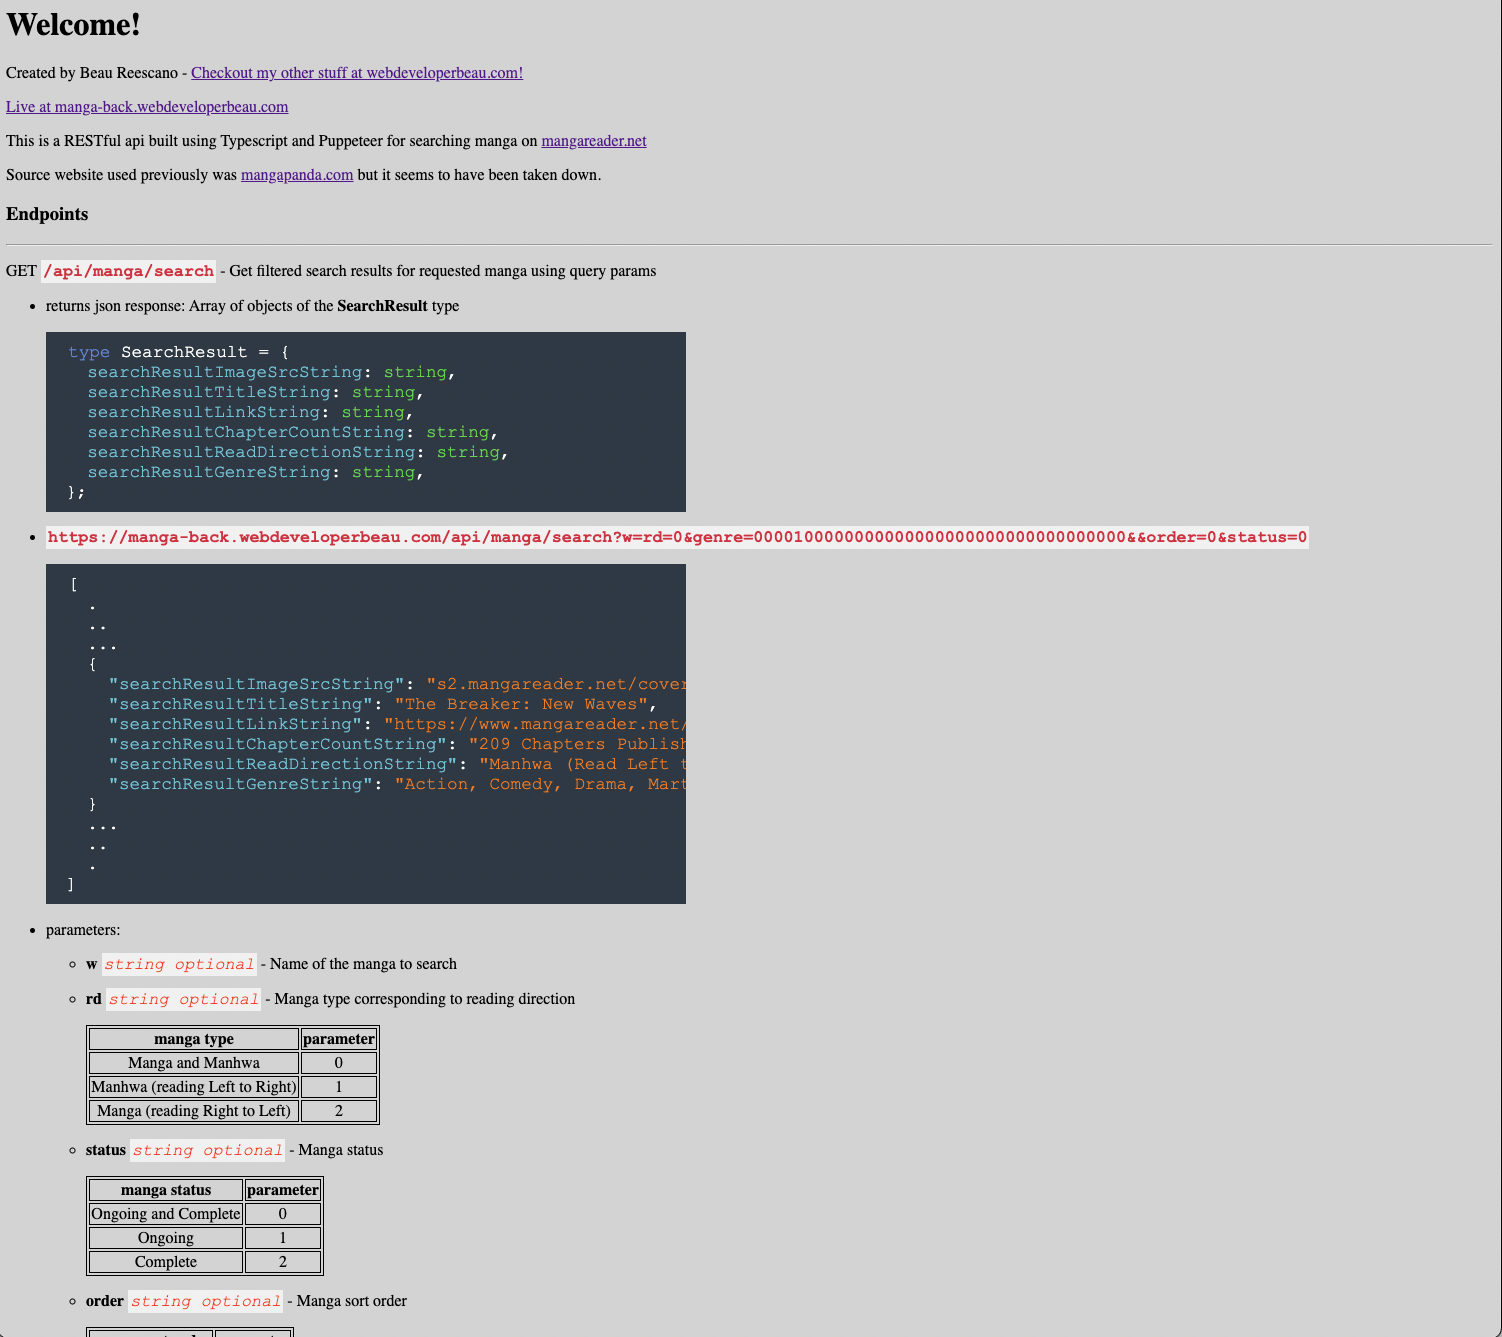 Welcome!
Created by Beau Reescano - Checkout my other stuff at webdeveloperbeau.com!
Live at manga-back.webdeveloperbeau.com
This is a RESTful api built using Typescript and Puppeteer for searching manga on mangareader.net
Source website used previously was mangapanda.com but it seems to have been taken down.
Endpoints
GET /api/manga/search - Get filtered search results for requested manga using query params
returns json response: Array of objects of the SearchResult type
type SearchResult = {
searchResultImageSrcString: string,
searchResultTitleString: string,
searchResultLinkString: string,
searchResultChapterCountString: string,
searchResultReadDirectionString: string,
searchResultGenreString: string,
};
https://manga-back.webdeveloperbeau.com/api/manga/search?w=rd=0&genre=0000100000000000000000000000000000000&&order=0&status=0
[
.
..
...
{
"searchResultImageSrcString": "s2.mangareader.net/cover
"searchResultTitleString": "The Breaker: New Waves",
"searchResultLinkString": "https://www.mangareader.net/
"searchResultChapterCountString": "209 Chapters Publish
"searchResultReadDirectionString": "Manhwa (Read Left t
"searchResultGenreString": "Action, Comedy, Drama, Mart
}
...
..
.
]
parameters:
w string optional - Name of the manga to search
rd string optional - Manga type corresponding to reading direction
manga type parameter
Manga and Manhwa 0
Manhwa (reading Left to Right) 1
Manga (reading Right to Left) 2
status string optional - Manga status
manga status parameter
Ongoing and Complete 0
Ongoing 1
Complete 2
order string optional - Manga sort order